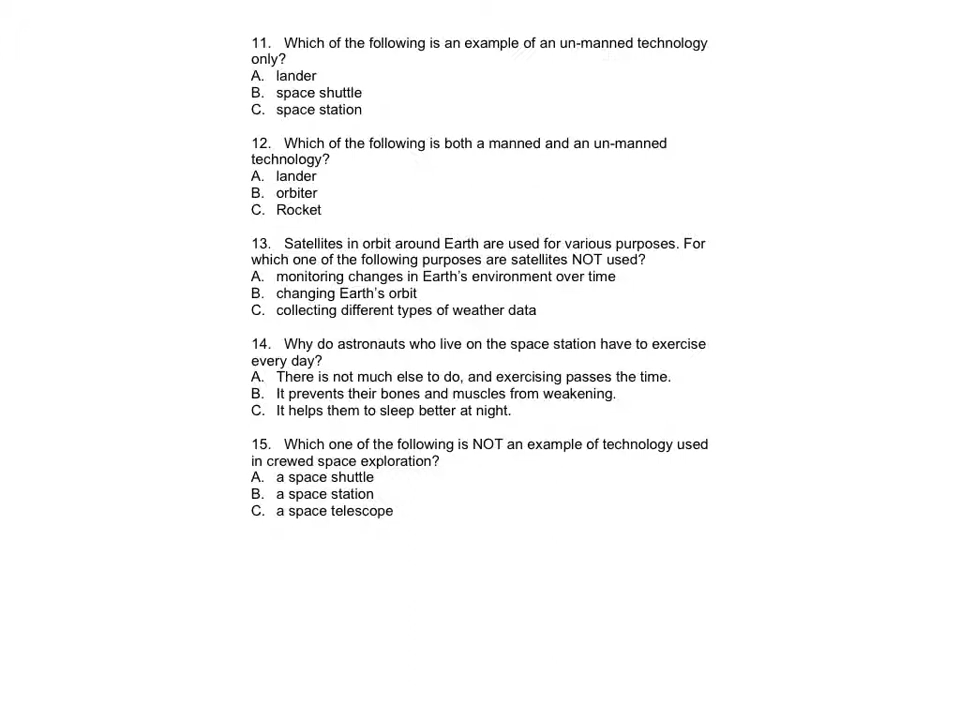 11. Which of the following is an example of an un-manned technology
only?
A. lander
B. space shuttle
C. space station
12. Which of the following is both a manned and an un-manned
technology?
A. lander
B. orbiter
C. Rocket
13. Satellites in orbit around Earth are used for various purposes. For
which one of the following purposes are satellites NOT used?
A. monitoring changes in Earth’s environment over time
B. changing Earth’s orbit
C. collecting different types of weather data
14. Why do astronauts who live on the space station have to exercise
every day?
A. There is not much else to do, and exercising passes the time.
B. It prevents their bones and muscles from weakening.
C. It helps them to sleep better at night.
15. Which one of the following is NOT an example of technology used
in crewed space exploration?
A. a space shuttle
B. a space station
C. a space telescope